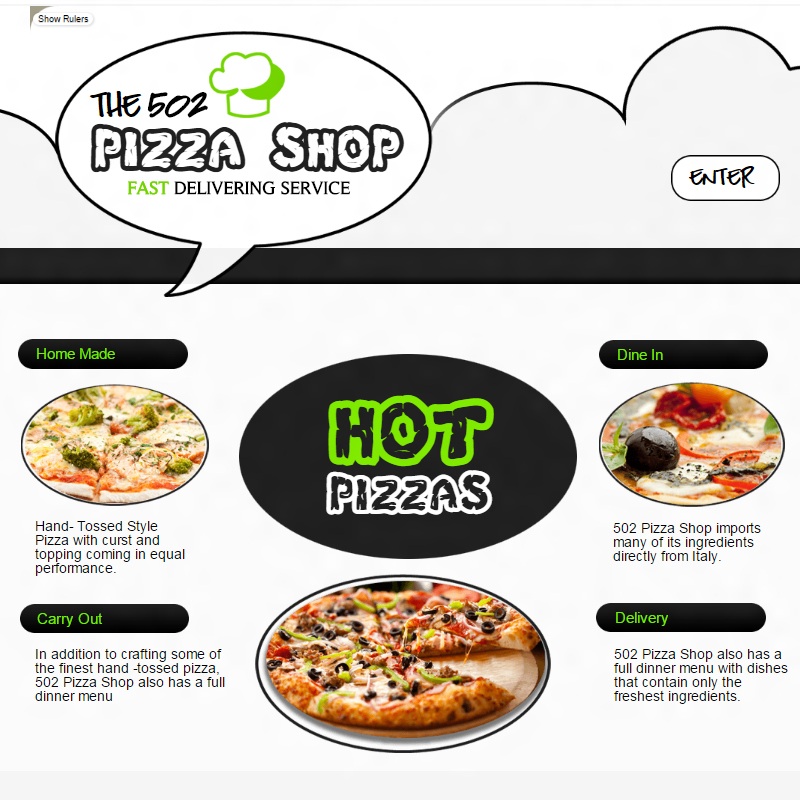 Show Rulers
THE 502
PIZZA SHOP
FAST DELIVERING SERVICE
ENTER
Home Made
Hand- Tossed Style
Pizza with curst and
topping coming in equal
performance.
Carry Out
In addition to crafting some of
the finest hand -tossed pizza,
502 Pizza Shop also has a full
dinner menu
HOT
PIZZAS
Dine In
502 Pizza Shop imports
many of its ingredients
directly from Italy.
Delivery
502 Pizza Shop also has a
full dinner menu with dishes
that contain only the
freshest ingredients.